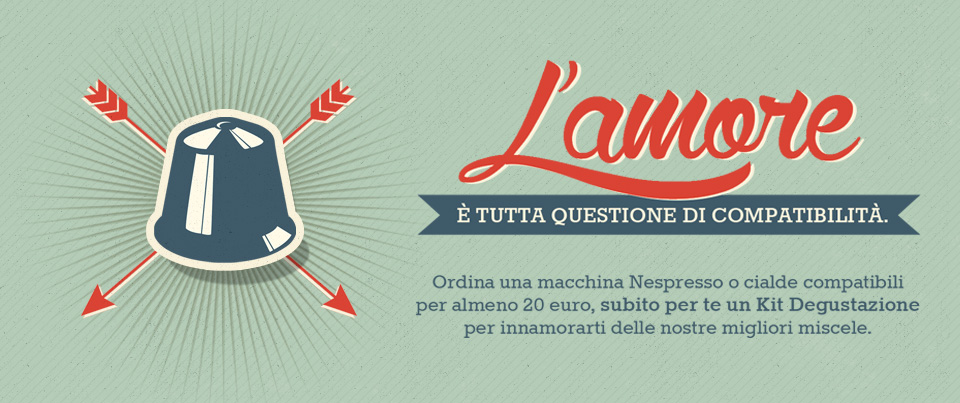 L'amore
È TUTTA QUESTIONE DI COMPATIBILITÀ.
Ordina una macchina Nespresso o cialde compatibili
per almeno 20 euro, subito per te un Kit Degustazione
per innamorarti delle nostre migliori miscele.